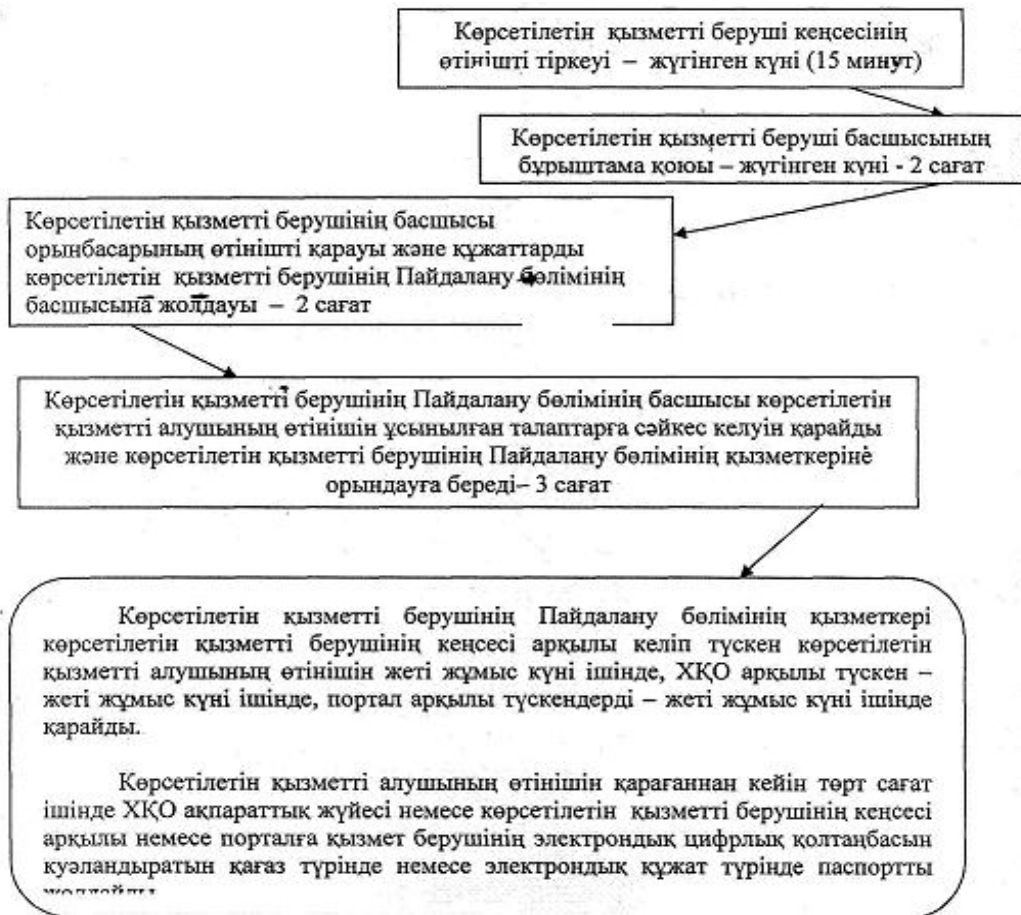 Көрсетілетін қызметті беруші кеңсесінің
өтінішті тіркеуі – жүгінген күні (15 минут)
Көрсетілетін қызметті беруші басшысының
бұрыштама қоюы – жүгінген күні - 2 сағат
Көрсетілетін қызметті берушінің басшысы
орынбасарының өтінішті қарауы және құжаттарды
көрсетілетін қызметті берушінің Пайдалану бөлімінің
басшысына жолдауы – 2 сағат
Көрсетілетін қызметті берушінің Пайдалану бөлімінің басшысы көрсетілетін
қызметті алушының өтінішін ұсынылған талаптарға сәйкес келуін қарайды
және көрсетілетін қызметті берушінің Пайдалану бөлімінің қызметкеріне
орындауға береді– 3 сағат
Көрсетілетін қызметті берушінің Пайдалану бөлімінің қызметкері
көрсетілетін қызметті берушінің кеңсесі арқылы келіп түскен көрсетілетін
қызметті алушының өтінішін жеті жұмыс күні ішінде, ХҚО арқылы түскен –
жеті жұмыс күні ішінде, портал арқылы түскендерді – жеті жұмыс күні ішінде
қарайды.
Көрсетілетін қызметті алушының өтінішін қарағаннан кейін төрт сағат
ішінде ХҚО ақпараттық жүйесі немесе көрсетілетін қызметті берушінің кеңсесі
арқылы немесе порталға қызмет берушінің электрондық цифрлық қолтаңбасын
куәландыратын қағаз түрінде немесе электрондық құжат түрінде паспортты